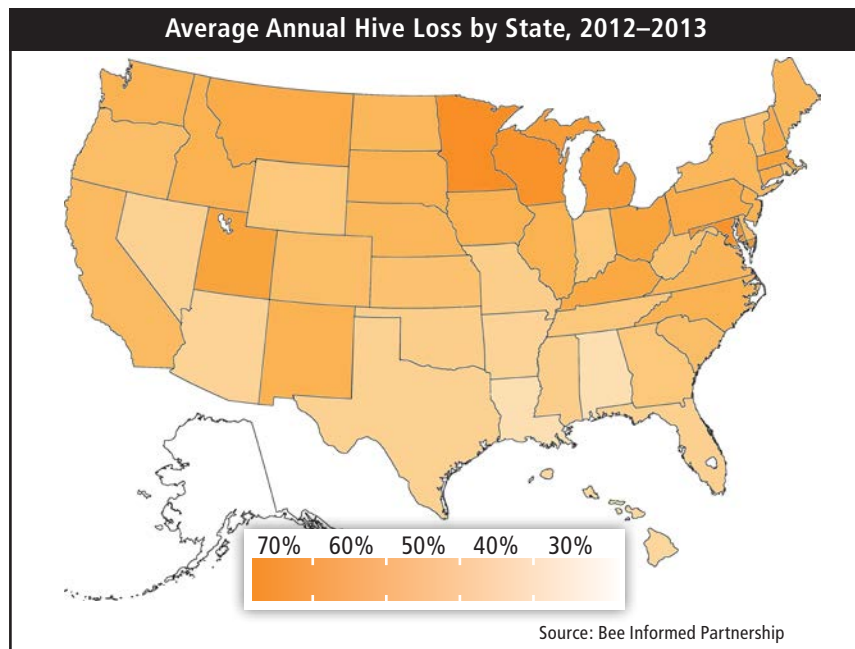 Average Annual Hive Loss by State, 2012–2013
70% 60% 50% 40% 30%
Source: Bee Informed Partnership